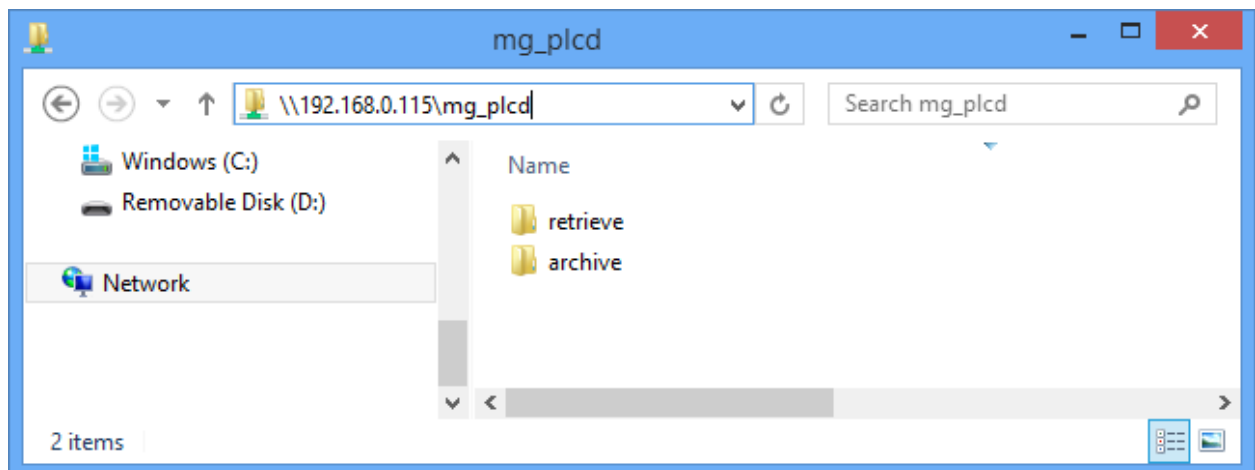 mg_plcd
\\192.168.0.115\mg_plcd
Search mg_plcd
Windows (C:)
Removable Disk (D:)
Network
Name
retrieve
archive
2 items